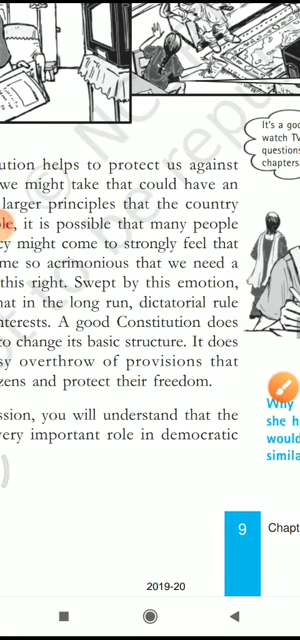 ution helps to protect us against
we might take that could have an
larger principles that the country
ble, it is possible that many people
cy might come to strongly feel that
me so acrimonious that we need a
this right. Swept by this emotion,
hat in the long run, dictatorial rule
nterests. A good Constitution does
to change its basic structure. It does
sy overthrow of provisions that
zens and protect their freedom.
ssion, you will understand that the
very important role in democratic
It's a goo
watch TV
questions
chapters.
Why
she h
would
simila
9 Chapt
2019-20